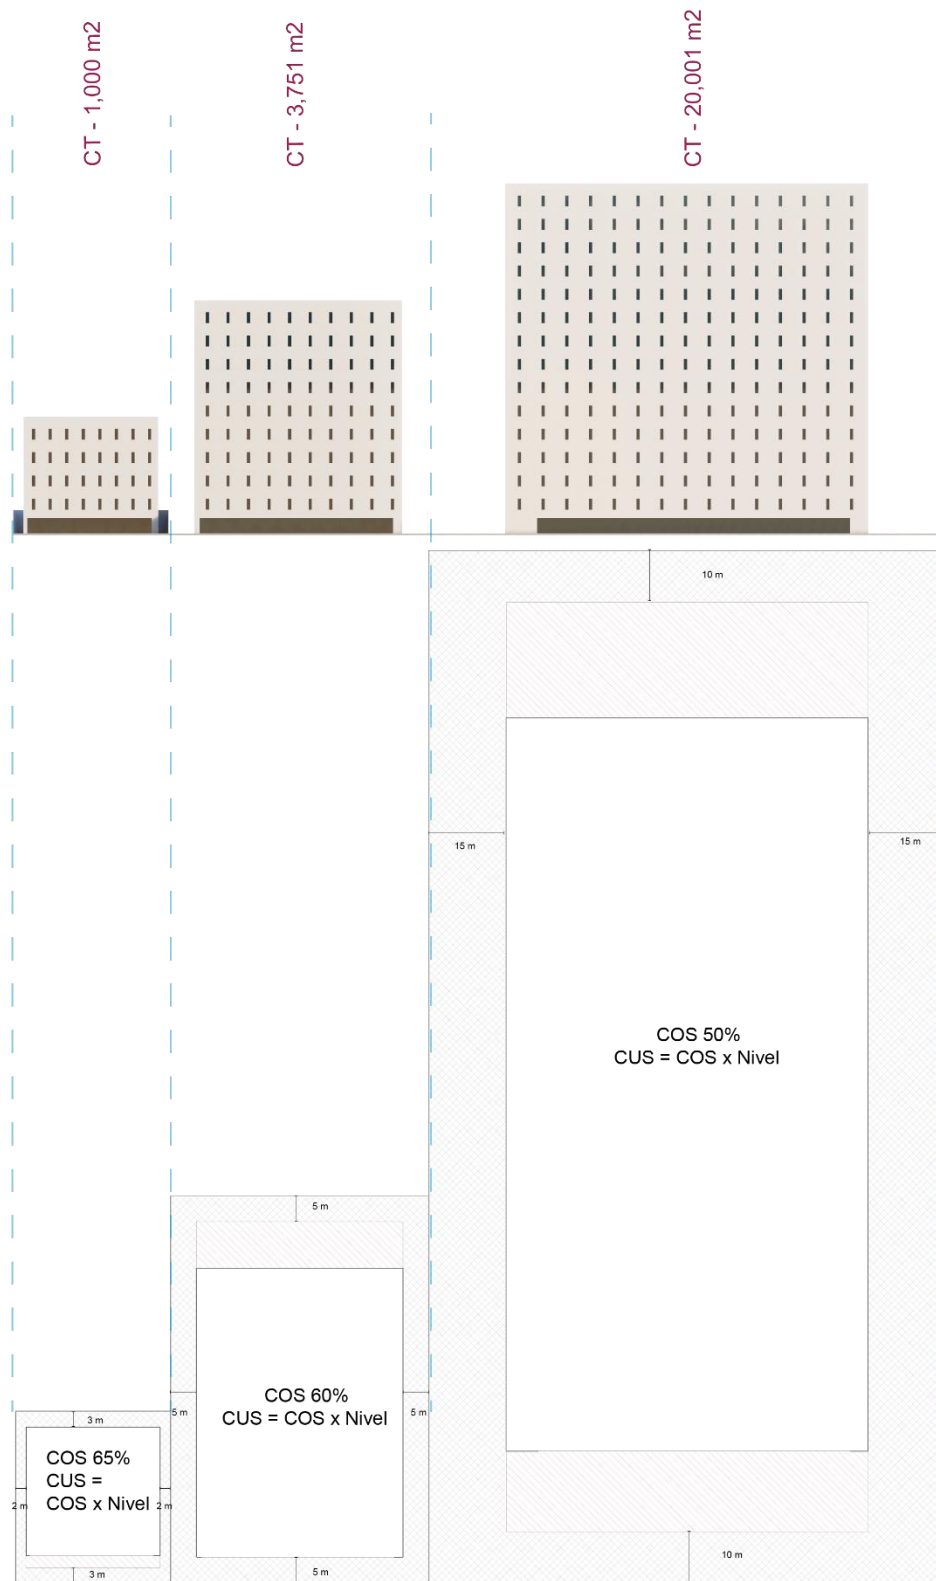 CT - 1,000 m2
CT - 3,751 m2
CT - 20,001 m2
10 m
15 m
15 m
COS 50%
CUS = COS x Nivel
5 m
COS 60%
CUS = COS x Nivel
5 m
5 m
3 m
COS 65%
CUS =
COS x Nivel
2 m
2 m
10 m
5 m
3 m